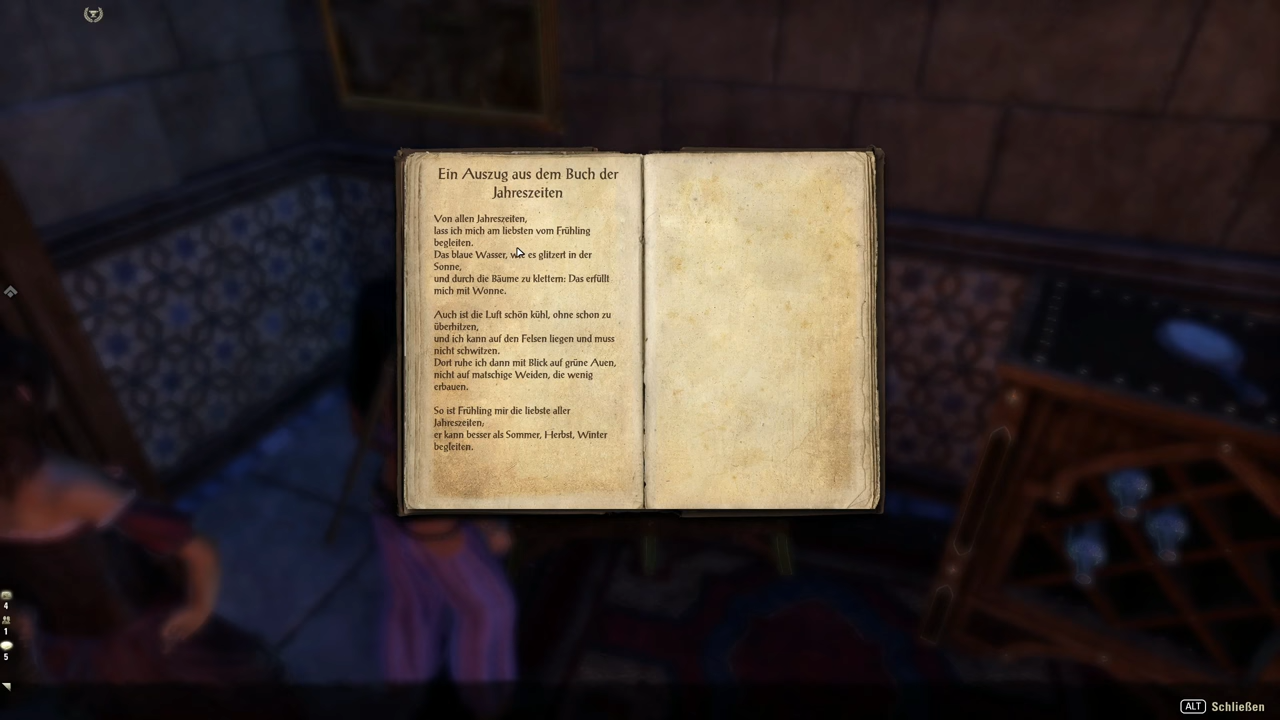 Ein Auszug aus dem Buch der
Jahreszeiten
Von allen Jahreszeiten,
lass ich mich am liebsten vom Frühling
begleiten.
Das blaue Wasser, wie es glitzert in der
Sonne,
und durch die Bäume zu klettern: Das erfüllt
mich mit Wonne.
Auch ist die Luft schön kühl, ohne schon zu
überhitzen,
und ich kann auf den Felsen liegen und muss
nicht schwitzen.
Dort ruhe ich dann mit Blick auf grüne Auen,
nicht auf matschige Weiden, die wenig
erbauen.
So ist Frühling mir die liebste aller
Jahreszeiten;
er kann besser als Sommer, Herbst, Winter
begleiten.
4
1
5
ALT Schließen